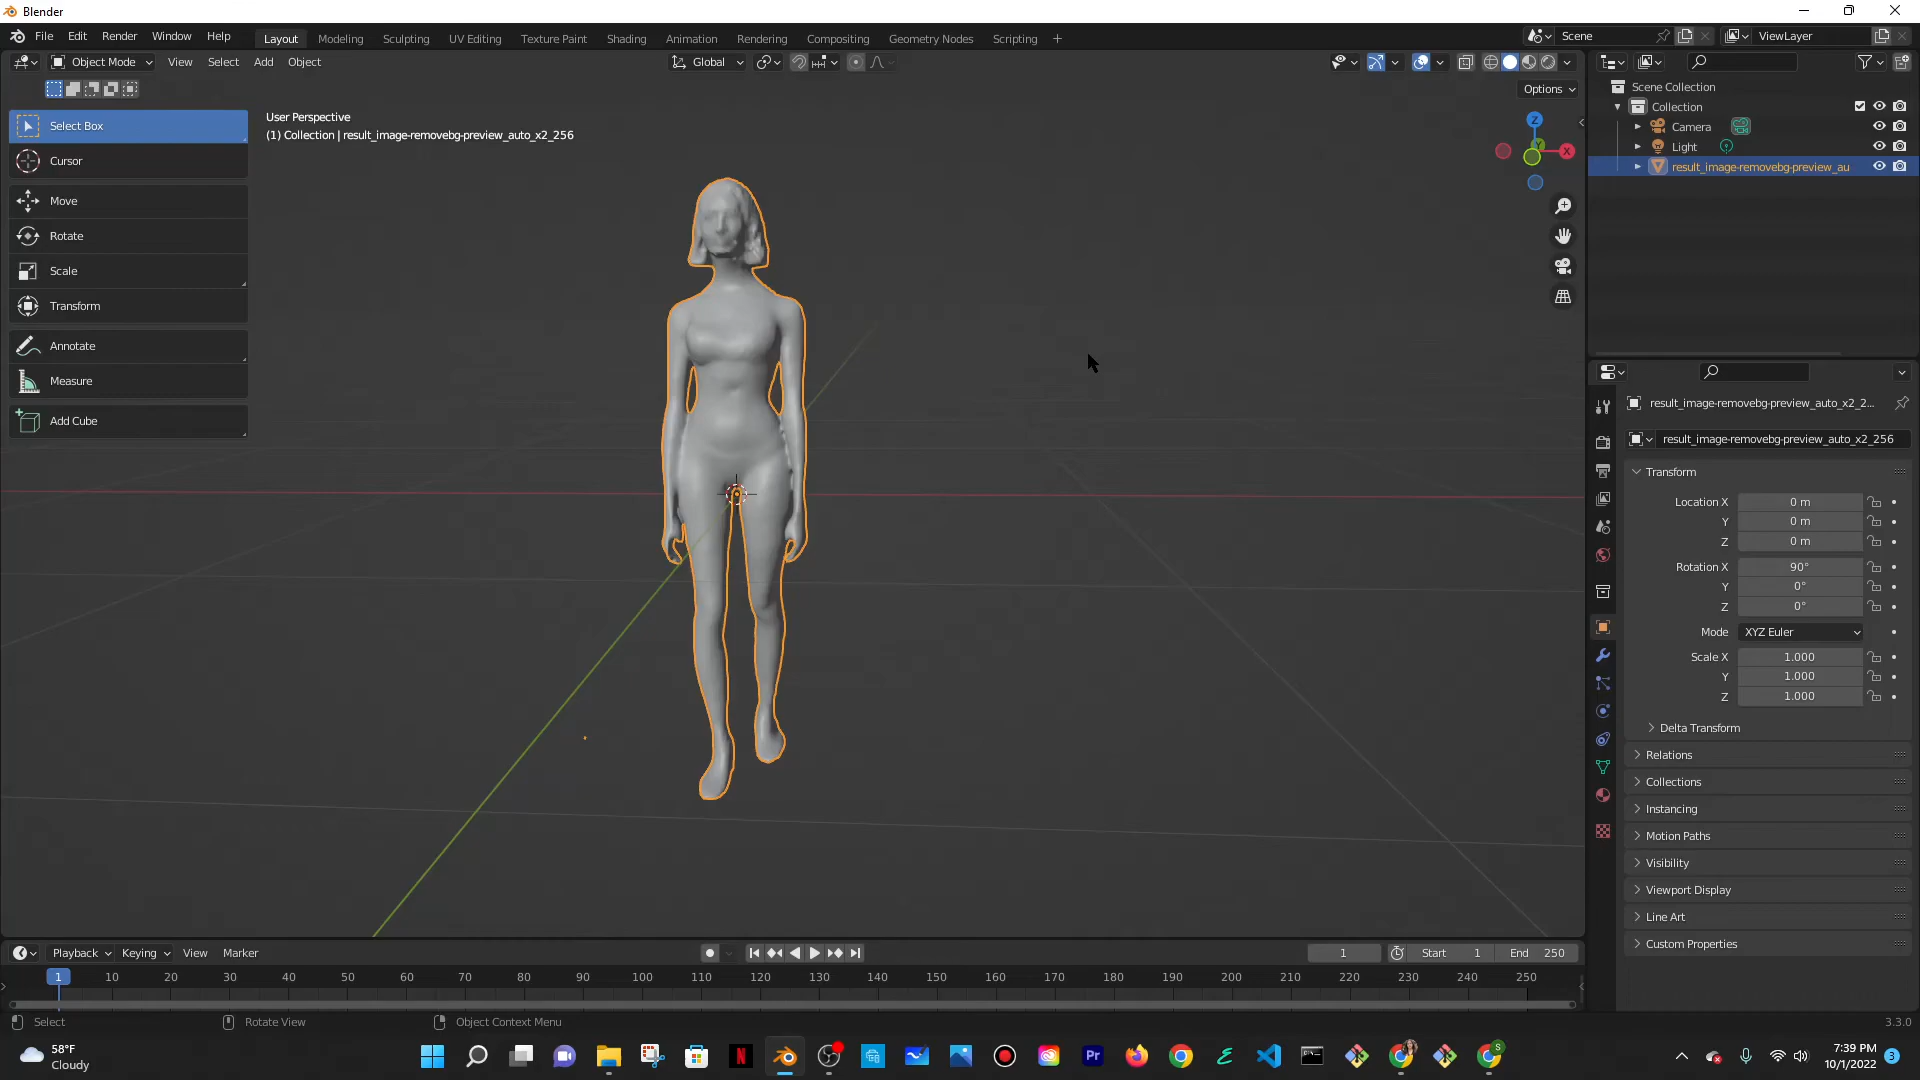 Blender
File Edit Render Window Help
Layout Modeling Sculpting UV Editing Texture Paint Shading Animation Rendering Compositing Geometry Nodes Scripting +
Scene
ViewLayer
Object Mode View Select Add Object
Global
Options
Select Box
Cursor
Move
Rotate
Scale
Transform
Annotate
Measure
Add Cube
User Perspective
(1) Collection | result_image-removebg-preview_auto_x2_256
Z
X
Scene Collection
Collection
Camera
Light
result_image-removebg-preview_au
result_image-removebg-preview_auto_x2_2...
result_image-removebg-preview_auto_x2_256
Transform
Location X 0 m
Y 0 m
Z 0 m
Rotation X 90°
Y 0°
Z 0°
Mode XYZ Euler
Scale X 1.000
Y 1.000
Z 1.000
Delta Transform
Relations
Collections
Instancing
Motion Paths
Visibility
Viewport Display
Line Art
Custom Properties
Playback Keying View Marker
1 Start 1 End 250
1 10 20 30 40 50 60 70 80 90 100 110 120 130 140 150 160 170 180 190 200 210 220 230 240 250
Select Rotate View Object Context Menu
3.3.0
58°F
Cloudy
N
Pr
S
7:39 PM
10/1/2022
3